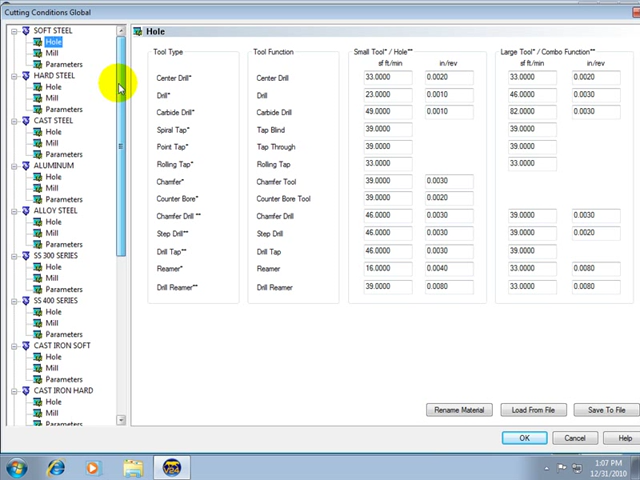 Cutting Conditions Global
SOFT STEEL
Hole
Mill
Parameters
HARD STEEL
Hole
Mill
Parameters
CAST STEEL
Hole
Mill
Parameters
ALUMINUM
Hole
Mill
Parameters
ALLOY STEEL
Hole
Mill
Parameters
SS 300 SERIES
Hole
Mill
Parameters
SS 400 SERIES
Hole
Mill
Parameters
CAST IRON SOFT
Hole
Mill
Parameters
CAST IRON HARD
Hole
Mill
Parameters
Hole
Tool Type Tool Function Small Tool* / Hole** Large Tool* / Combo Function**
sf ft/min in/rev sf ft/min in/rev
Center Drill* Center Drill 33.0000 0.0020 33.0000 0.0020
Drill* Drill 23.0000 0.0010 46.0000 0.0030
Carbide Drill* Carbide Drill 49.0000 0.0010 82.0000 0.0030
Spiral Tap* Tap Blind 39.0000 39.0000
Point Tap* Tap Through 39.0000 39.0000
Rolling Tap* Rolling Tap 33.0000 33.0000
Chamfer* Chamfer Tool 39.0000 0.0030
Counter Bore* Counter Bore Tool 39.0000 0.0020
Chamfer Drill ** Chamfer Drill 46.0000 0.0030 39.0000 0.0030
Step Drill** Step Drill 46.0000 0.0030 39.0000 0.0020
Drill Tap** Drill Tap 46.0000 0.0030 39.0000
Reamer* Reamer 16.0000 0.0040 33.0000 0.0080
Drill Reamer** Drill Reamer 39.0000 0.0080 33.0000 0.0080
Rename Material Load From File Save To File
OK Cancel Help
V24
1:07 PM
12/31/2010